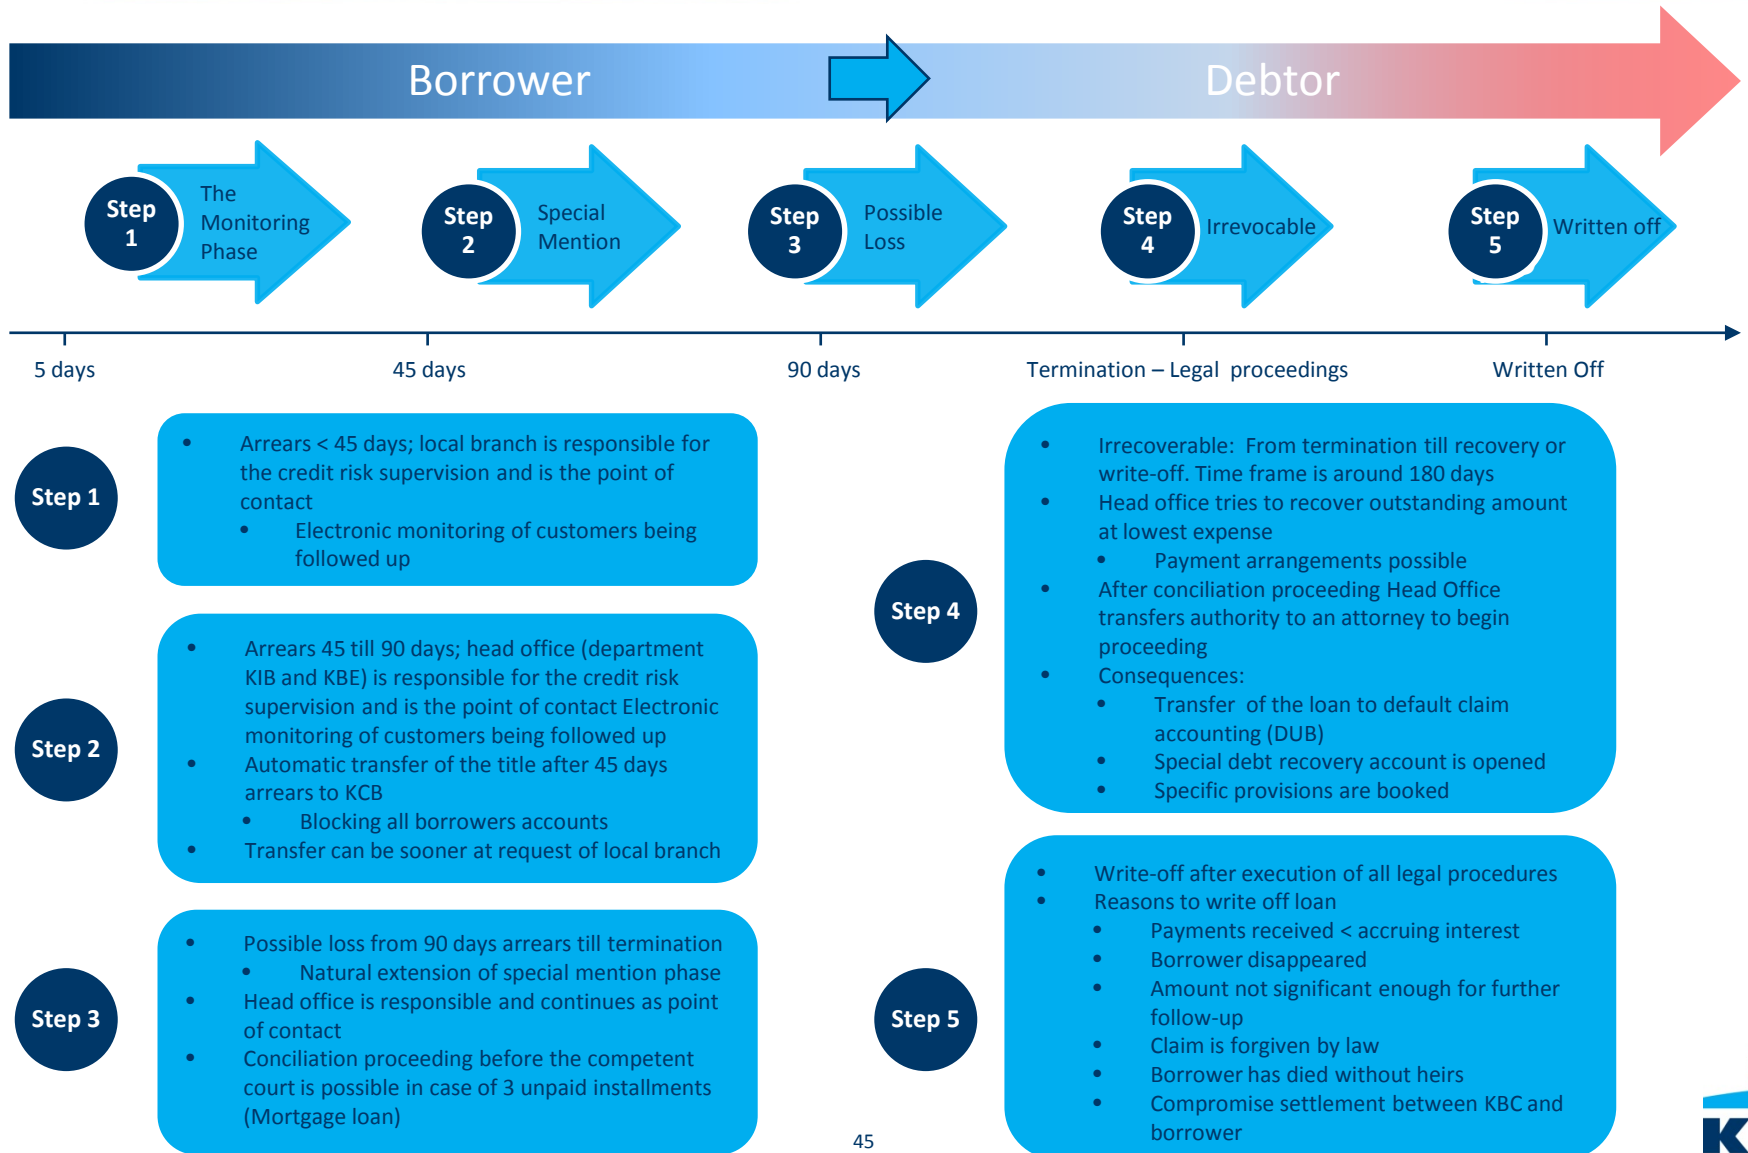 Borrower
Debtor
Step
1
The
Monitoring
Phase
Step
2
Special
Mention
Step
3
Possible
Loss
Step
4
Irrevocable
Step
5
Written off
5 days
45 days
90 days
Termination – Legal proceedings
Written Off
Step 1
• Arrears < 45 days; local branch is responsible for
the credit risk supervision and is the point of
contact
• Electronic monitoring of customers being
followed up
Step 2
• Arrears 45 till 90 days; head office (department
KIB and KBE) is responsible for the credit risk
supervision and is the point of contact Electronic
monitoring of customers being followed up
• Automatic transfer of the title after 45 days
arrears to KCB
• Blocking all borrowers accounts
• Transfer can be sooner at request of local branch
Step 3
• Possible loss from 90 days arrears till termination
• Natural extension of special mention phase
• Head office is responsible and continues as point
of contact
• Conciliation proceeding before the competent
court is possible in case of 3 unpaid installments
(Mortgage loan)
Step 4
• Irrecoverable: From termination till recovery or
write-off. Time frame is around 180 days
• Head office tries to recover outstanding amount
at lowest expense
• Payment arrangements possible
• After conciliation proceeding Head Office
transfers authority to an attorney to begin
proceeding
• Consequences:
• Transfer of the loan to default claim
accounting (DUB)
• Special debt recovery account is opened
• Specific provisions are booked
Step 5
• Write-off after execution of all legal procedures
• Reasons to write off loan
• Payments received < accruing interest
• Borrower disappeared
• Amount not significant enough for further
follow-up
• Claim is forgiven by law
• Borrower has died without heirs
• Compromise settlement between KBC and
borrower
45
K